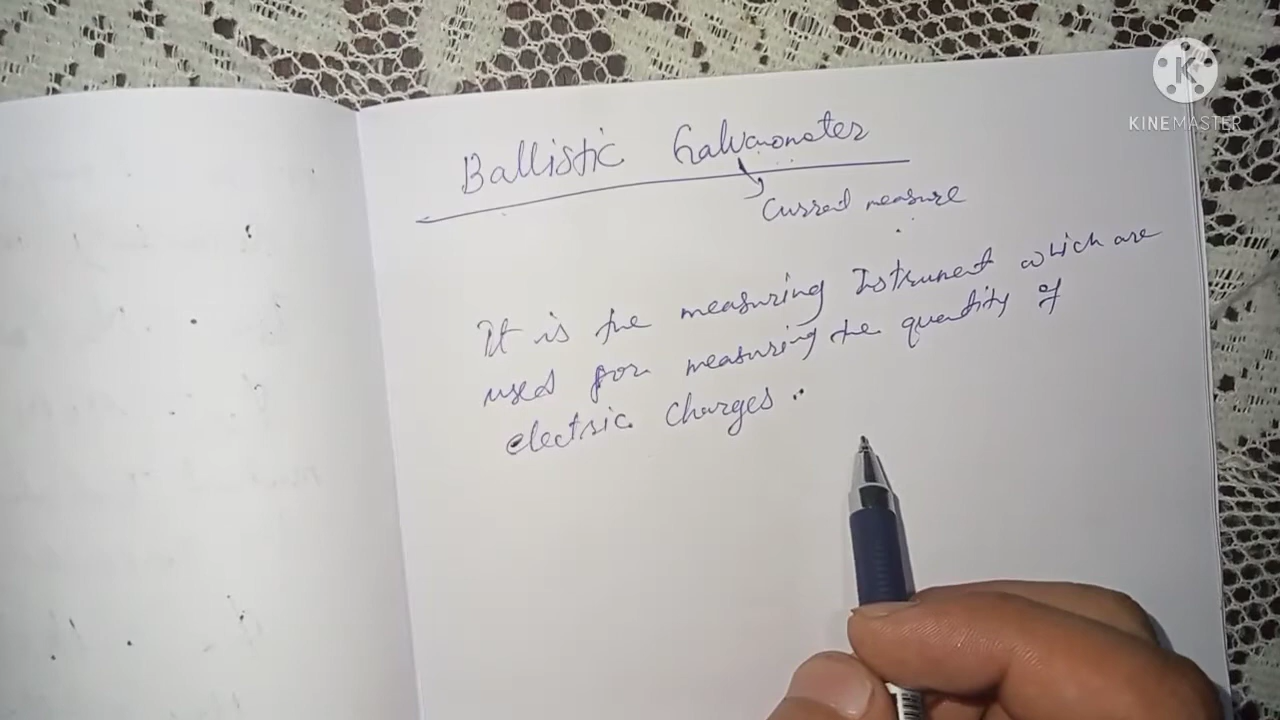 KINEMASTER
Ballistic Galvanometer
Current measure
It is the measuring Instrument which are
used for measuring the quantity of
electric charges.